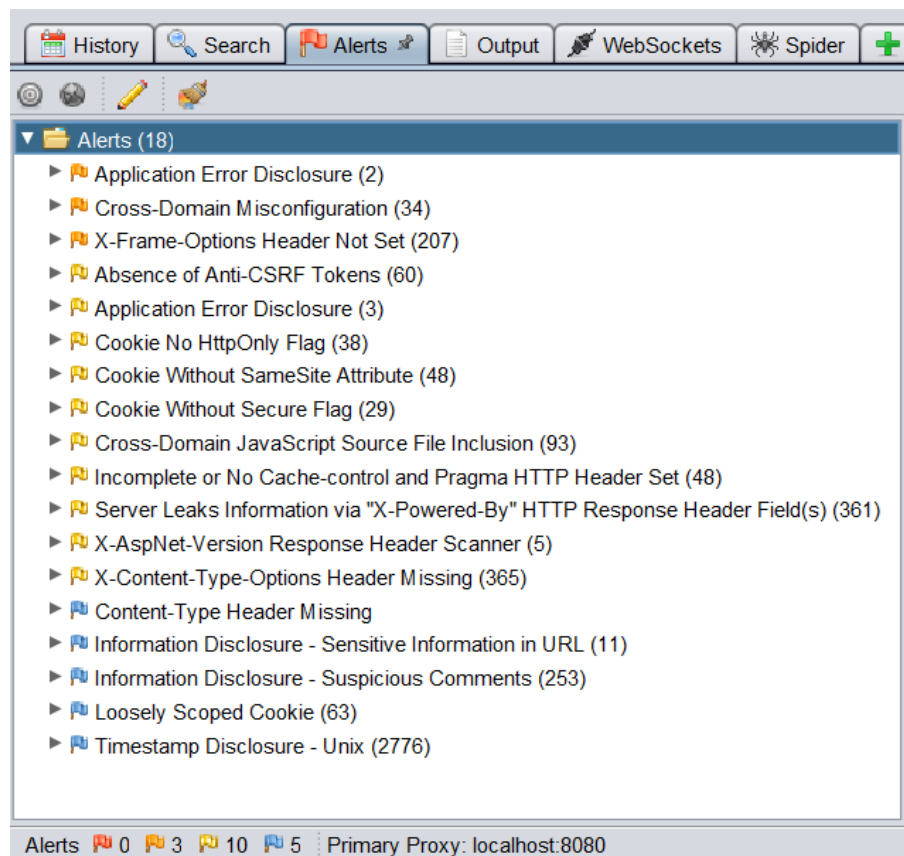 History Search Alerts Output WebSockets Spider
Alerts (18)
Application Error Disclosure (2)
Cross-Domain Misconfiguration (34)
X-Frame-Options Header Not Set (207)
Absence of Anti-CSRF Tokens (60)
Application Error Disclosure (3)
Cookie No HttpOnly Flag (38)
Cookie Without SameSite Attribute (48)
Cookie Without Secure Flag (29)
Cross-Domain JavaScript Source File Inclusion (93)
Incomplete or No Cache-control and Pragma HTTP Header Set (48)
Server Leaks Information via "X-Powered-By" HTTP Response Header Field(s) (361)
X-AspNet-Version Response Header Scanner (5)
X-Content-Type-Options Header Missing (365)
Content-Type Header Missing
Information Disclosure - Sensitive Information in URL (11)
Information Disclosure - Suspicious Comments (253)
Loosely Scoped Cookie (63)
Timestamp Disclosure - Unix (2776)
Alerts 0 3 10 5 Primary Proxy: localhost:8080